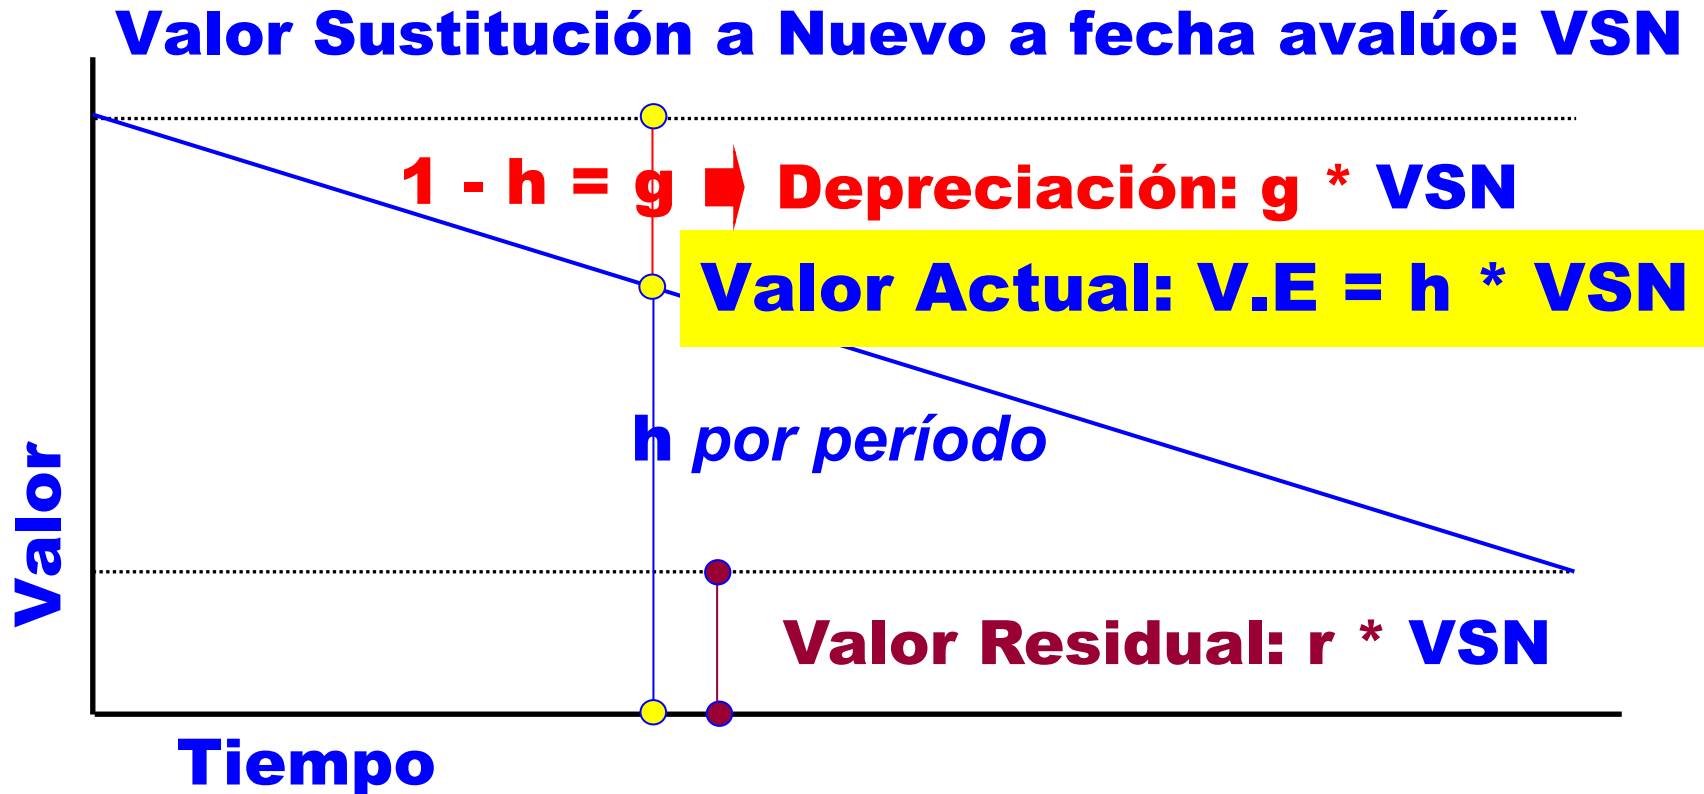 Valor Sustitución a Nuevo a fecha avalúo: VSN
1 - h = g Depreciación: g * VSN
Valor Actual: V.E = h * VSN
h por período
Valor
Valor Residual: r * VSN
Tiempo